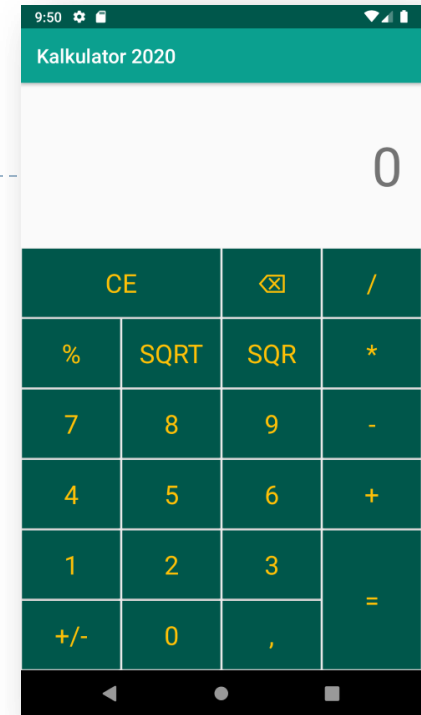 9:50
Kalkulator 2020
0
CE ⌫ /
% SQRT SQR *
7 8 9 -
4 5 6 +
1 2 3
=
+/- 0 ,